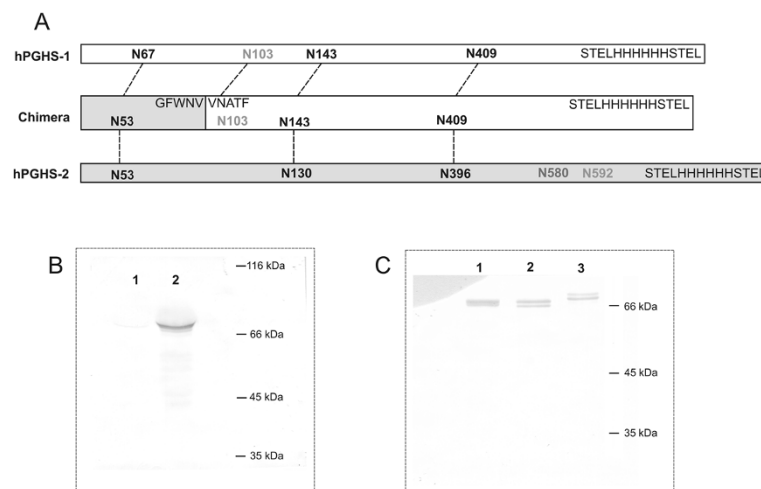 A
hPGHS-1
N67 N103 N143 N409 STELHHHHHHSTEL
Chimera
GFWNV VNATF STELHHHHHHSTEL
N53 N103 N143 N409
hPGHS-2
N53 N130 N396 N580 N592 STELHHHHHHSTEL
B
1 2
116 kDa
66 kDa
45 kDa
35 kDa
C
1 2 3
66 kDa
45 kDa
35 kDa